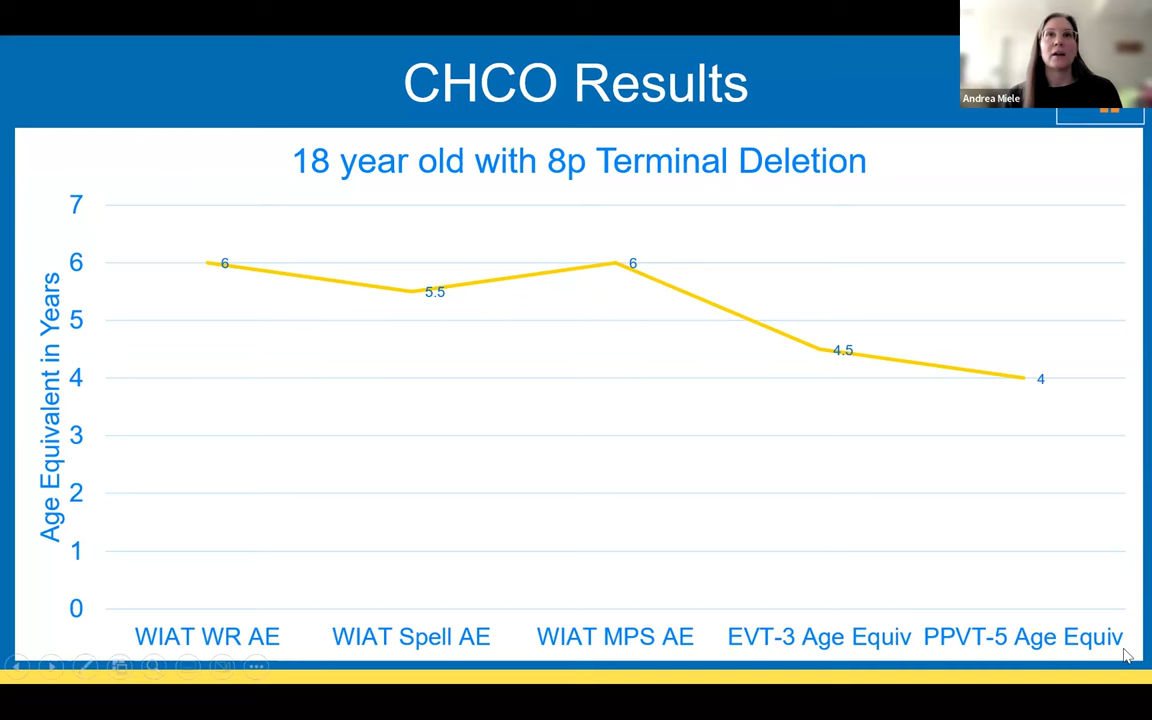 CHCO Results
Andrea Miele
18 year old with 8p Terminal Deletion
Age Equivalent in Years
7
6
5
4
3
2
1
0
6
5.5
6
4.5
4
WIAT WR AE
WIAT Spell AE
WIAT MPS AE
EVT-3 Age Equiv
PPVT-5 Age Equiv